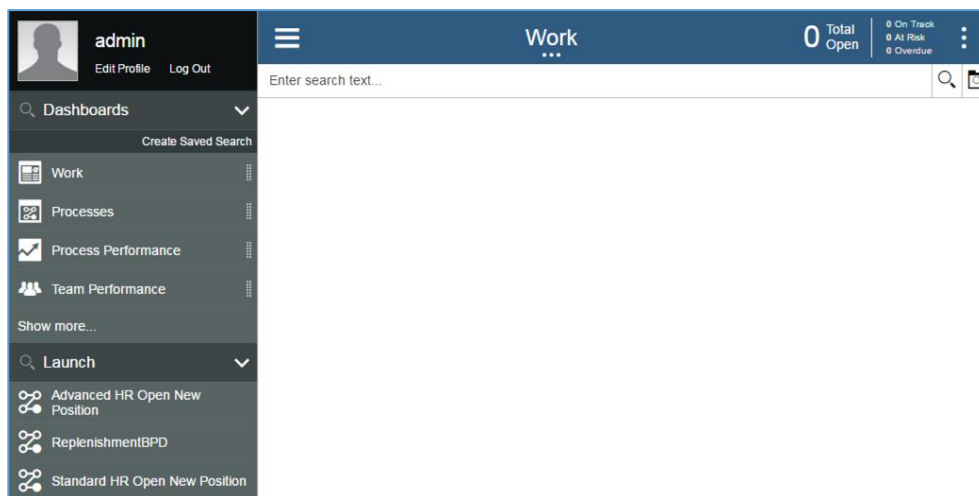 admin
Edit Profile Log Out
Dashboards
Create Saved Search
Work
Processes
Process Performance
Team Performance
Show more...
Launch
Advanced HR Open New
Position
ReplenishmentBPD
Standard HR Open New Position
Work
0 Total
Open
0 On Track
0 At Risk
0 Overdue
Enter search text...